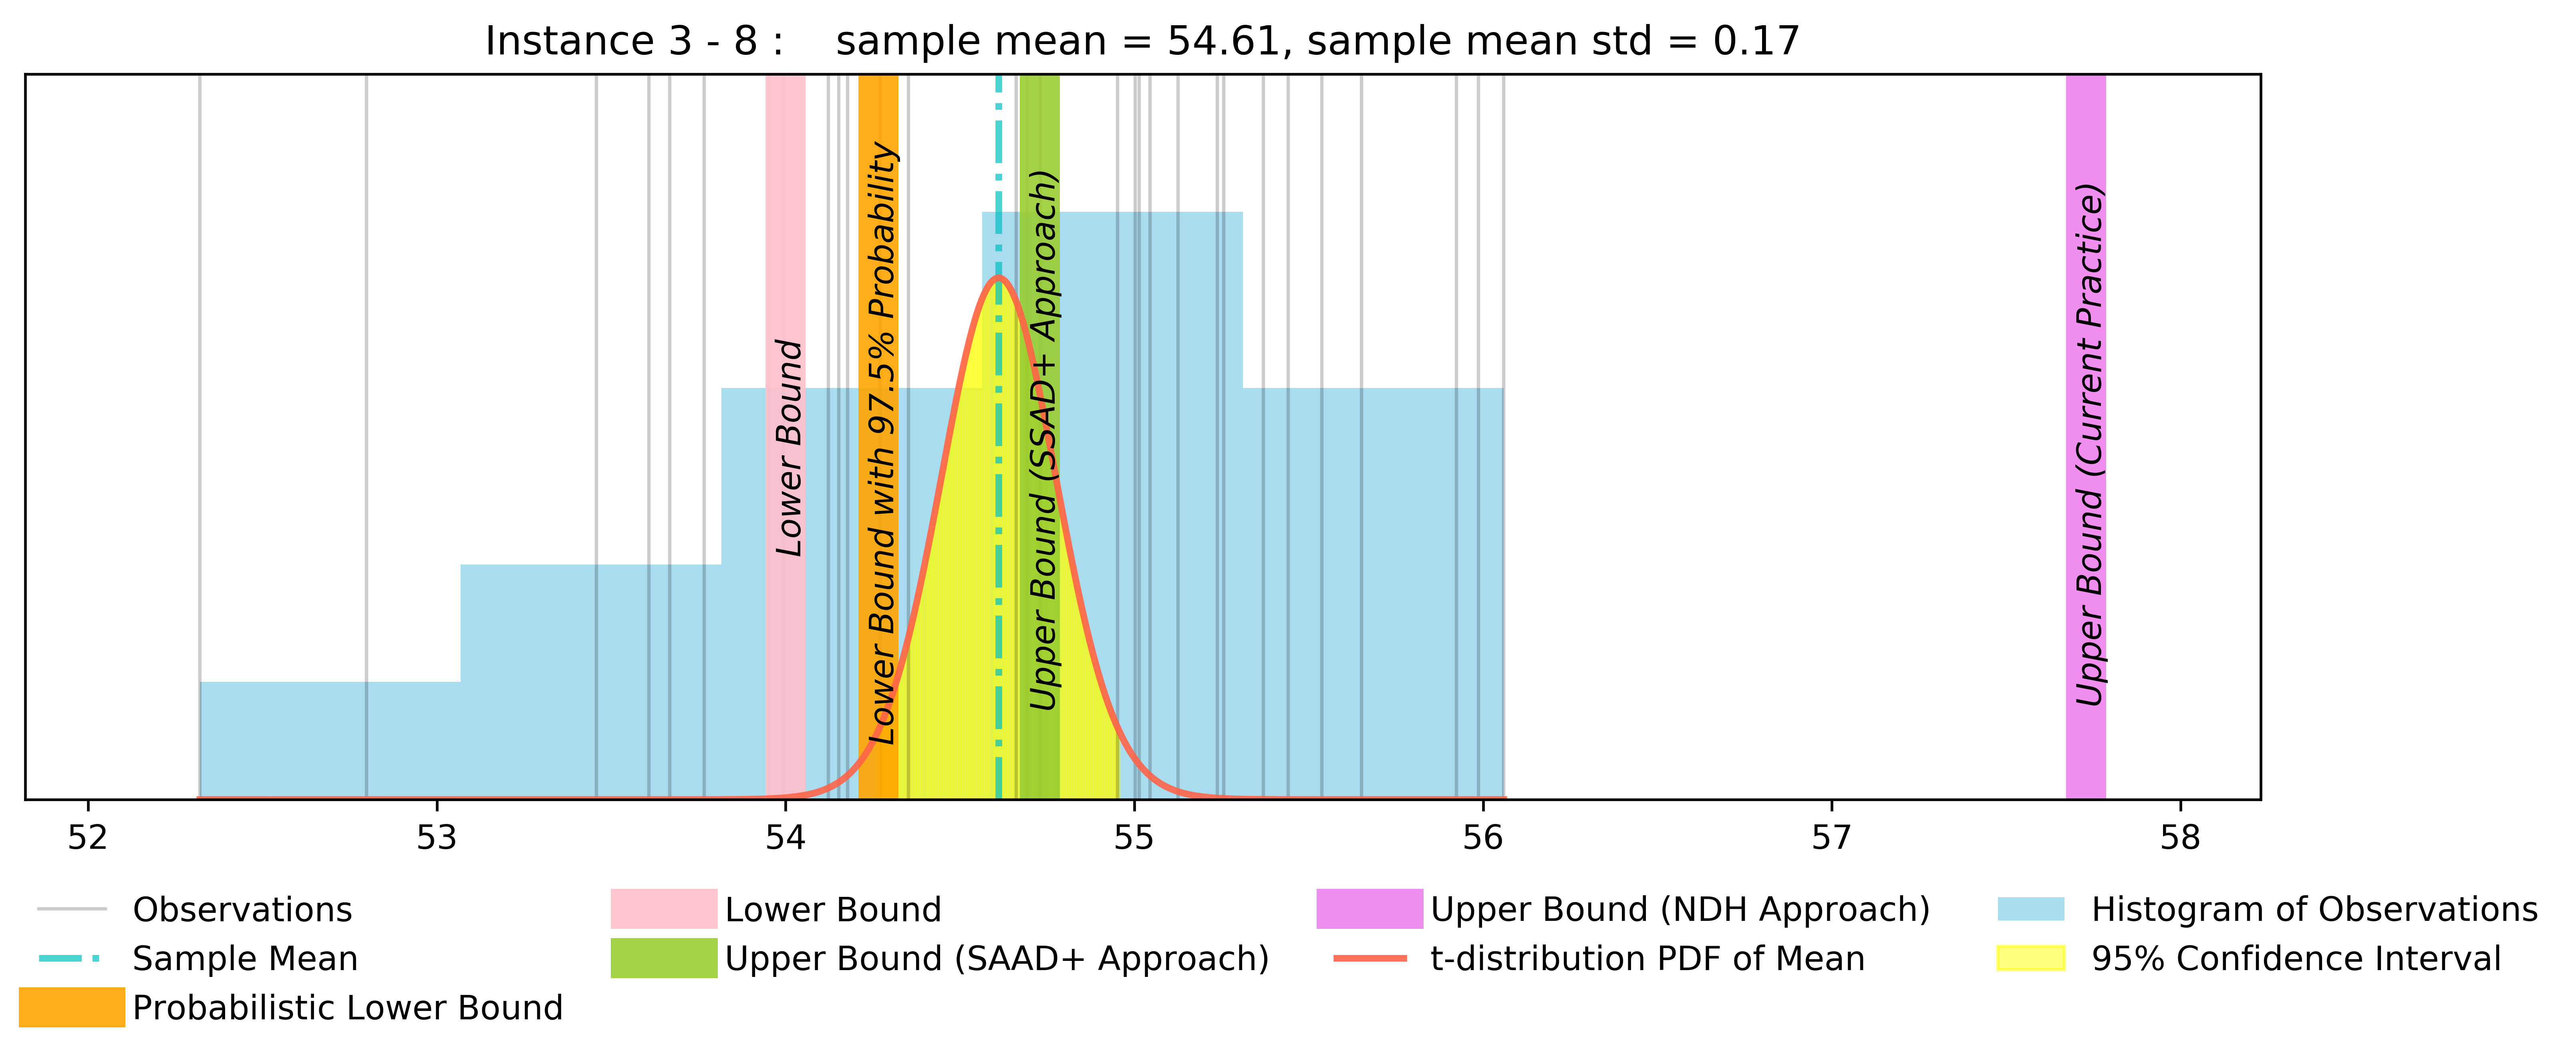 Instance 3 - 8 :    sample mean = 54.61, sample mean std = 0.17
Lower Bound
Lower Bound with 97.5% Probability
Upper Bound (SSAD+ Approach)
Upper Bound (Current Practice)
52 53 54 55 56 57 58
Observations
Sample Mean
Probabilistic Lower Bound
Lower Bound
Upper Bound (SAAD+ Approach)
Upper Bound (NDH Approach)
t-distribution PDF of Mean
Histogram of Observations
95% Confidence Interval